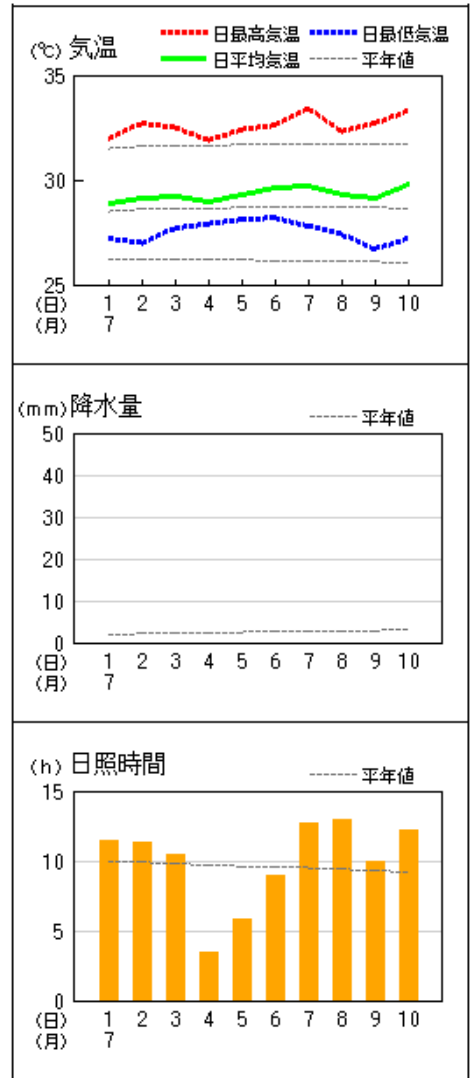 日最高気温 日最低気温
(℃) 気温
日平均気温 平年値
35
30
25
(日) 1 2 3 4 5 6 7 8 9 10
(月) 7
(mm) 降水量
平年値
50
40
30
20
10
0
(日) 1 2 3 4 5 6 7 8 9 10
(月) 7
(h) 日照時間
平年値
15
10
5
0
(日) 1 2 3 4 5 6 7 8 9 10
(月) 7